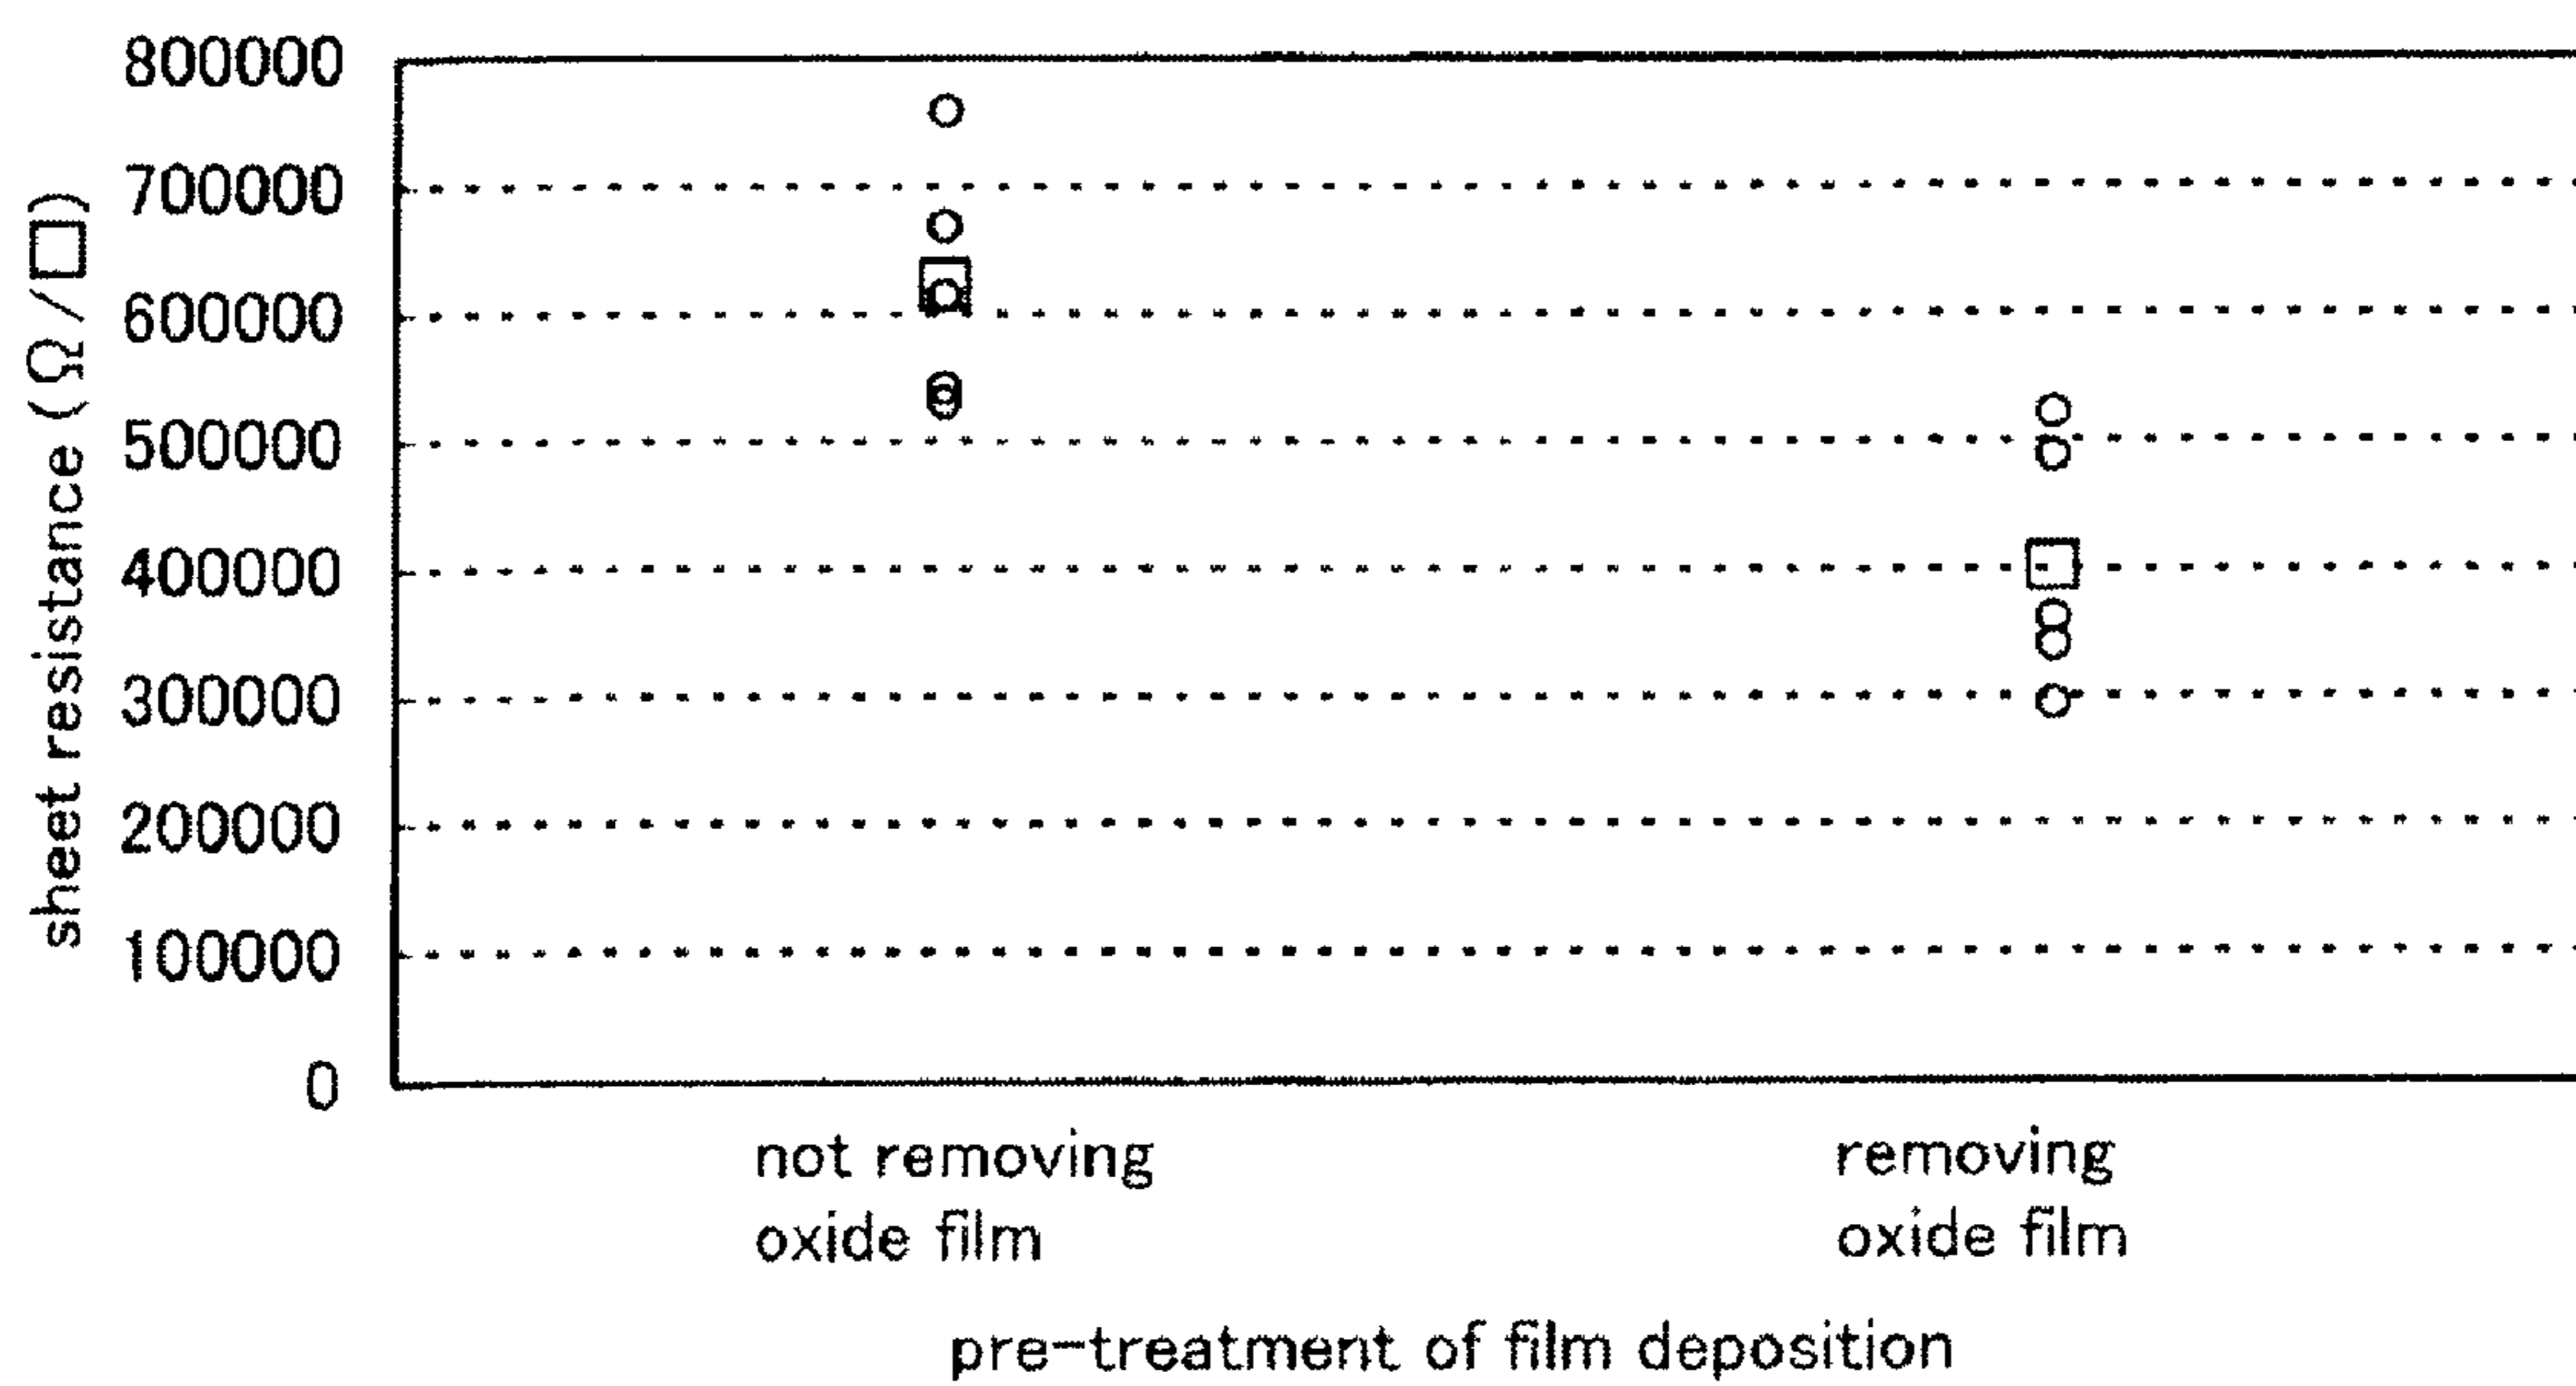 800000
700000
600000
500000
400000
300000
200000
100000
0
sheet resistance (Ω/□)
not removing
oxide film
removing
oxide film
pre-treatment of film deposition